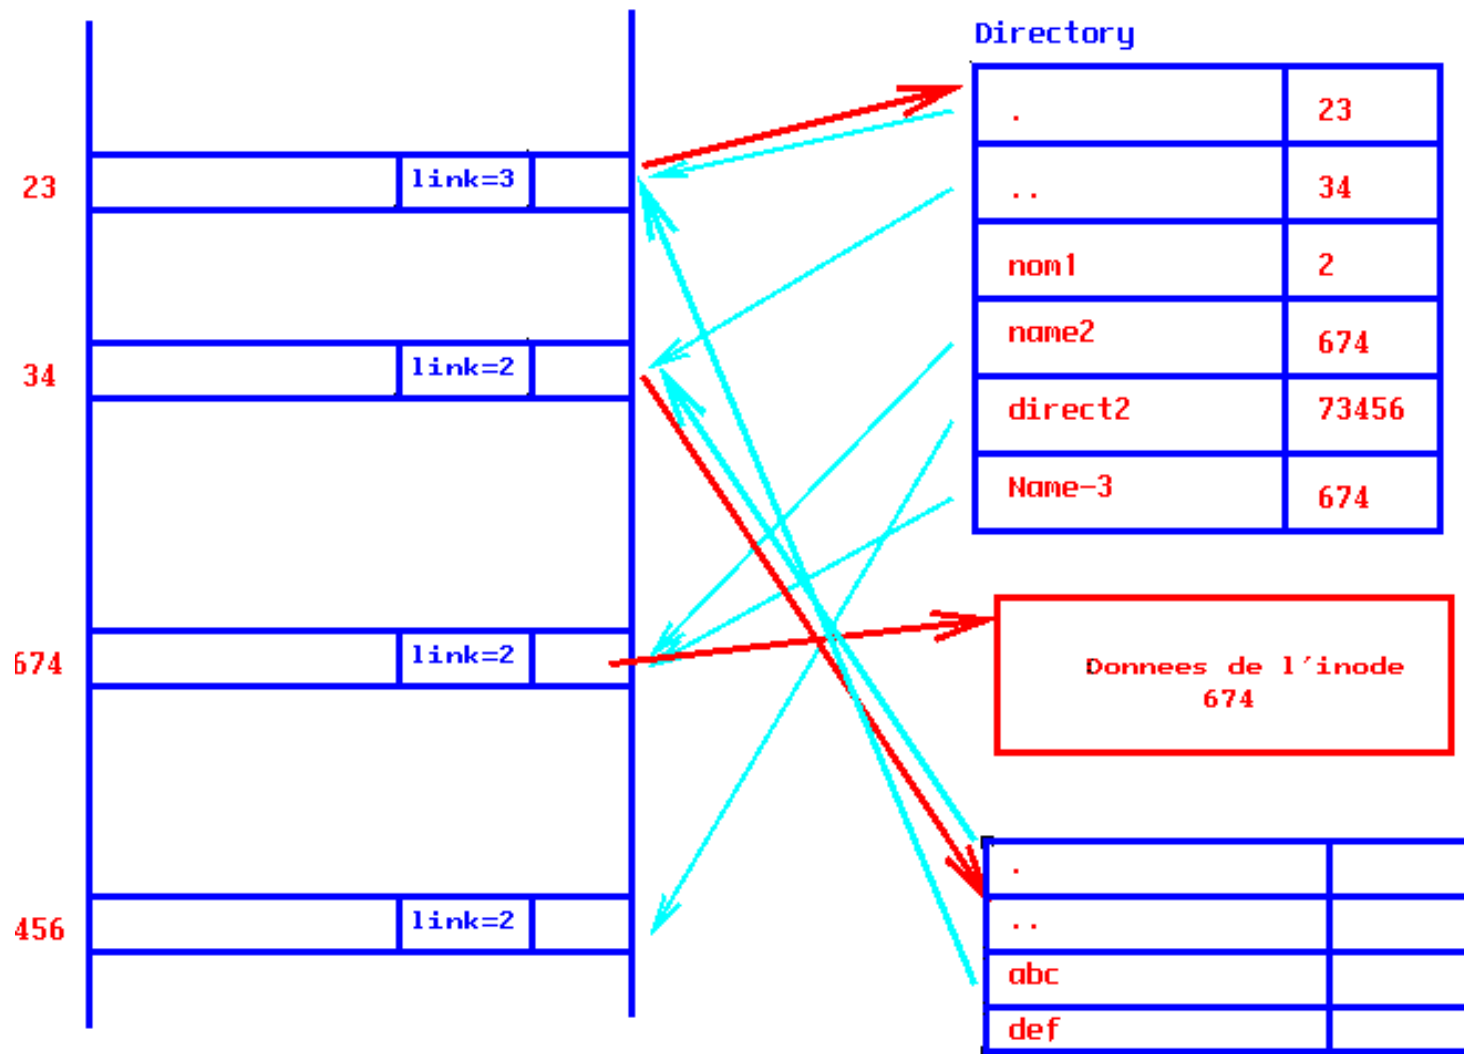 Directory
. 23
.. 34
nom1 2
name2 674
direct2 73456
Name-3 674
23 link=3
34 link=2
674 link=2
456 link=2
Donnees de l'inode
674
.
..
abc
def